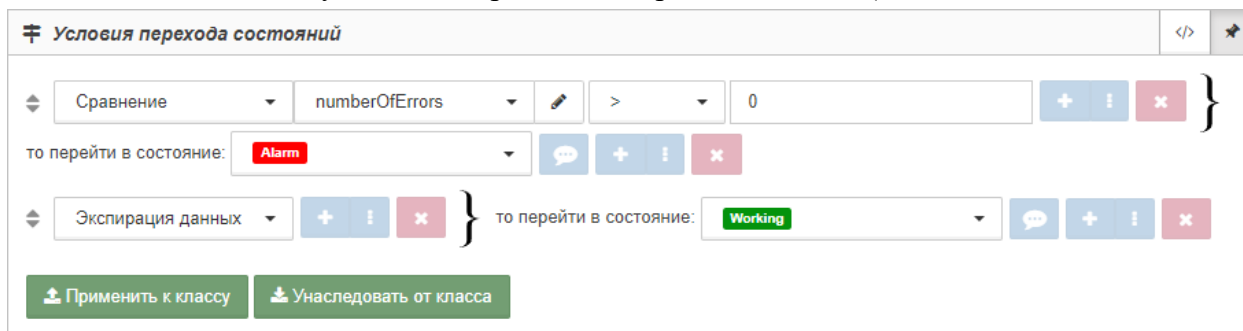 Условия перехода состояний </>
Сравнение numberOfErrors > 0
то перейти в состояние: Alarm
Экспирация данных то перейти в состояние: Working
Применить к классу Унаследовать от класса